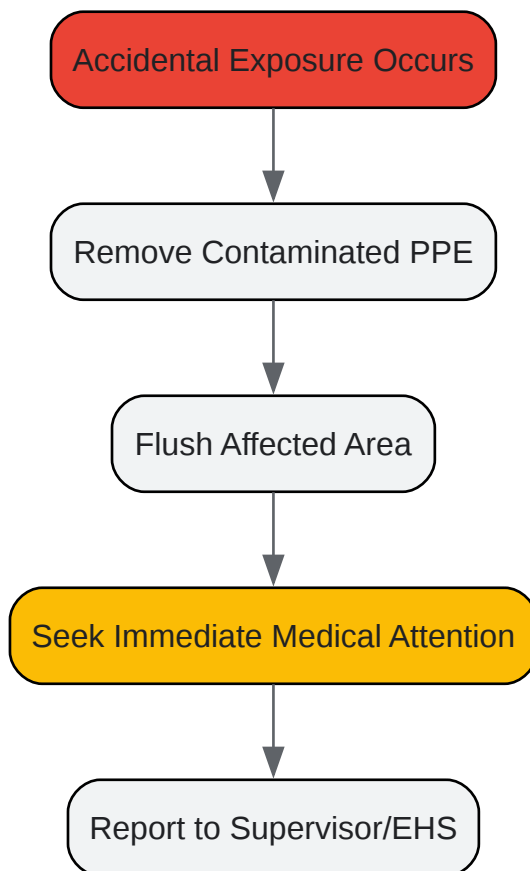 Accidental Exposure Occurs
Remove Contaminated PPE
Flush Affected Area
Seek Immediate Medical Attention
Report to Supervisor/EHS